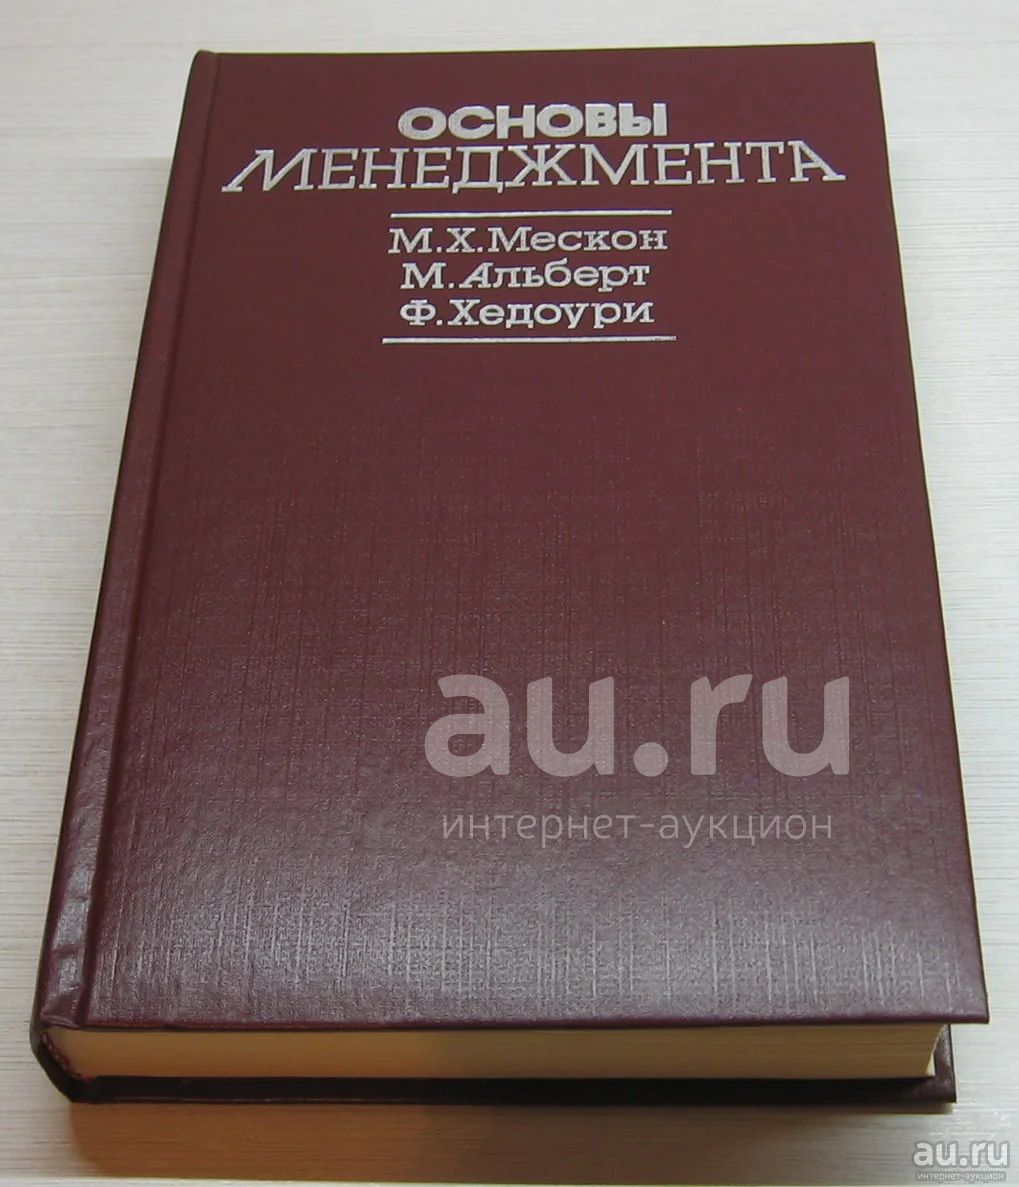 ОСНОВЫ
МЕНЕДЖМЕНТА
М.Х.Мескон
М.Альберт
Ф.Хедоури
au.ru
интернет-аукцион
au.ru
интернет-аукцион